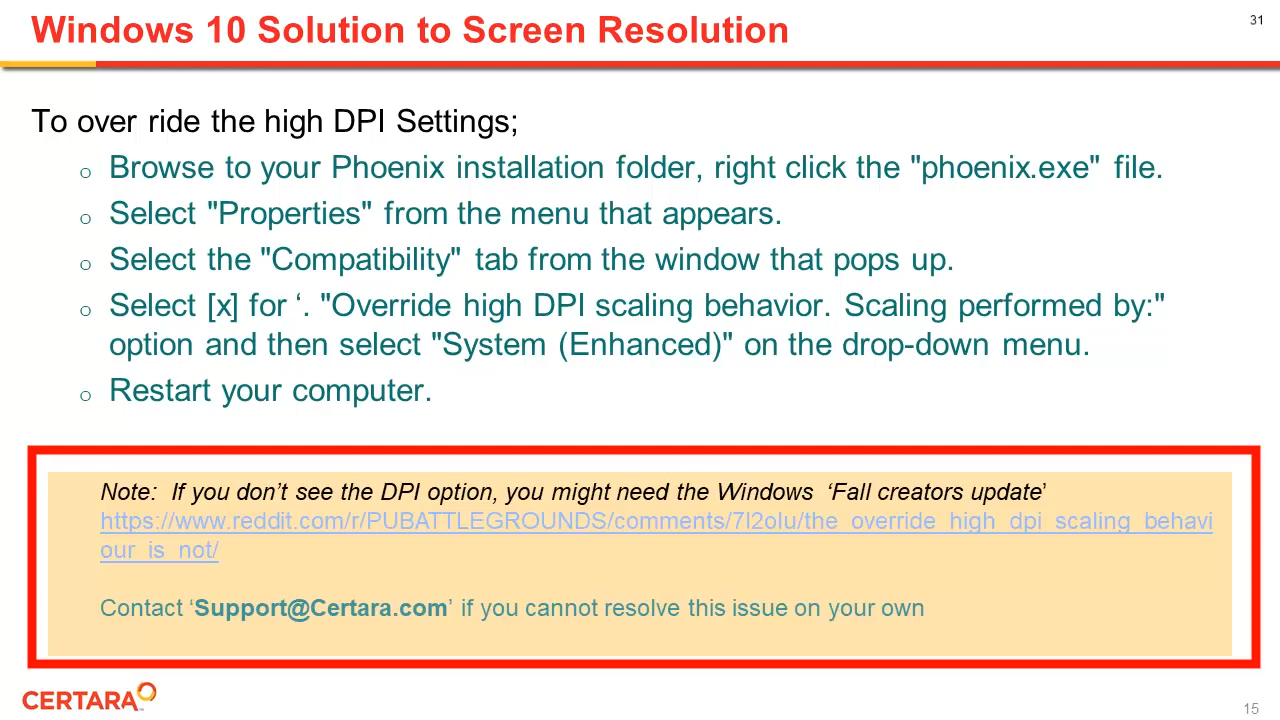 Windows 10 Solution to Screen Resolution
31
To over ride the high DPI Settings;
o Browse to your Phoenix installation folder, right click the "phoenix.exe" file.
o Select "Properties" from the menu that appears.
o Select the "Compatibility" tab from the window that pops up.
o Select [x] for ‘. "Override high DPI scaling behavior. Scaling performed by:"
option and then select "System (Enhanced)" on the drop-down menu.
o Restart your computer.
Note:  If you don’t see the DPI option, you might need the Windows  ‘Fall creators update’
https://www.reddit.com/r/PUBATTLEGROUNDS/comments/7l2olu/the_override_high_dpi_scaling_behavi
our_is_not/
Contact ‘Support@Certara.com’ if you cannot resolve this issue on your own
CERTARA
15